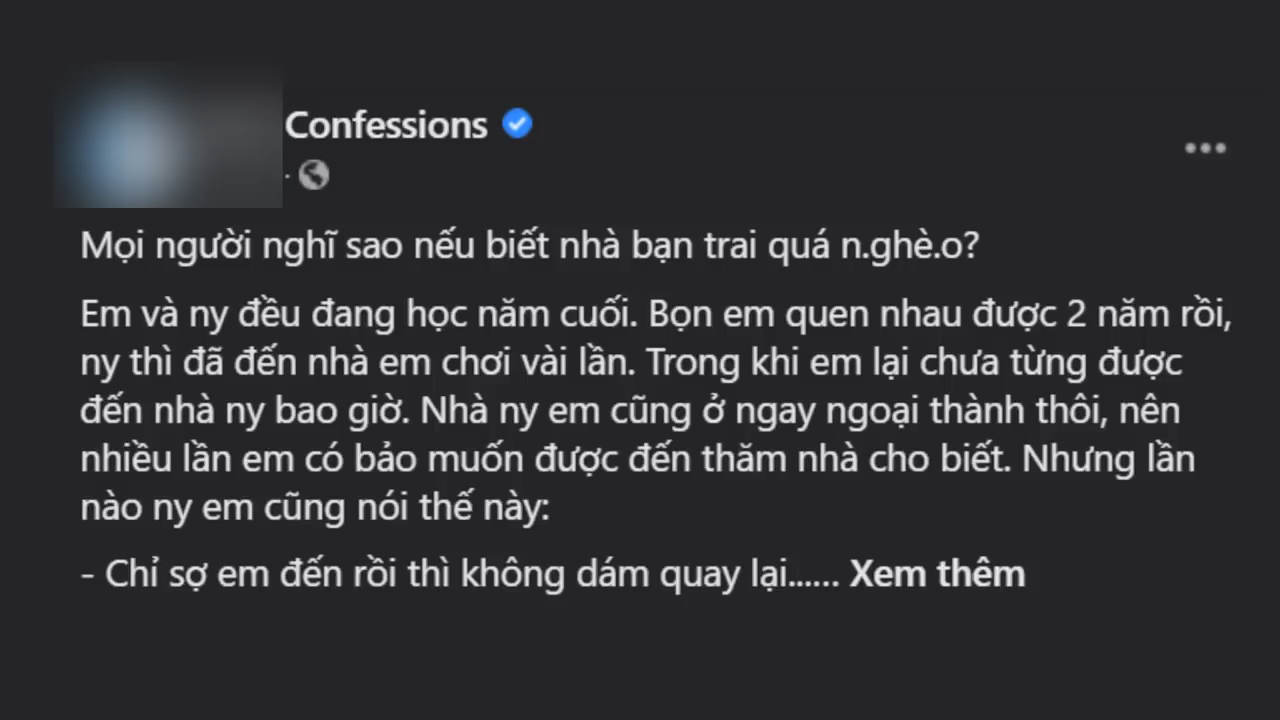 Confessions
Mọi người nghĩ sao nếu biết nhà bạn trai quá n.ghè.o?
Em và ny đều đang học năm cuối. Bọn em quen nhau được 2 năm rồi,
ny thì đã đến nhà em chơi vài lần. Trong khi em lại chưa từng được
đến nhà ny bao giờ. Nhà ny em cũng ở ngay ngoại thành thôi, nên
nhiều lần em có bảo muốn được đến thăm nhà cho biết. Nhưng lần
nào ny em cũng nói thế này:
- Chỉ sợ em đến rồi thì không dám quay lại...... Xem thêm